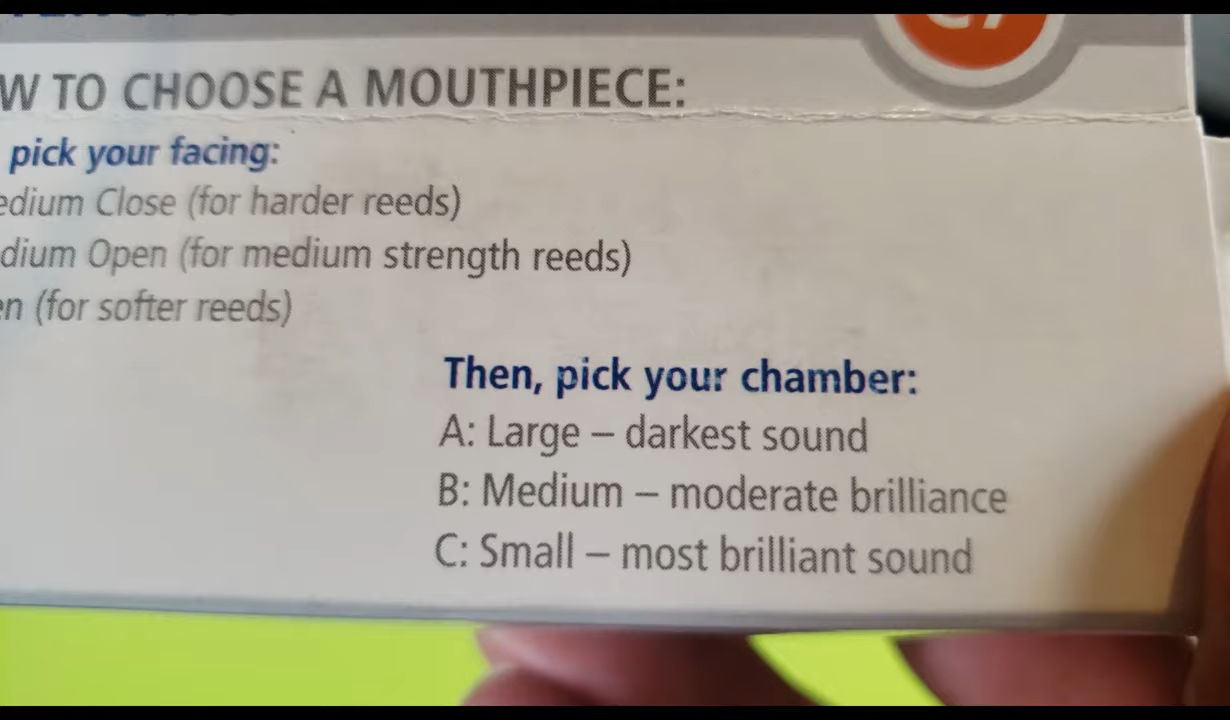 W TO CHOOSE A MOUTHPIECE:
pick your facing:
edium Close (for harder reeds)
dium Open (for medium strength reeds)
en (for softer reeds)
Then, pick your chamber:
A: Large – darkest sound
B: Medium – moderate brilliance
C: Small – most brilliant sound